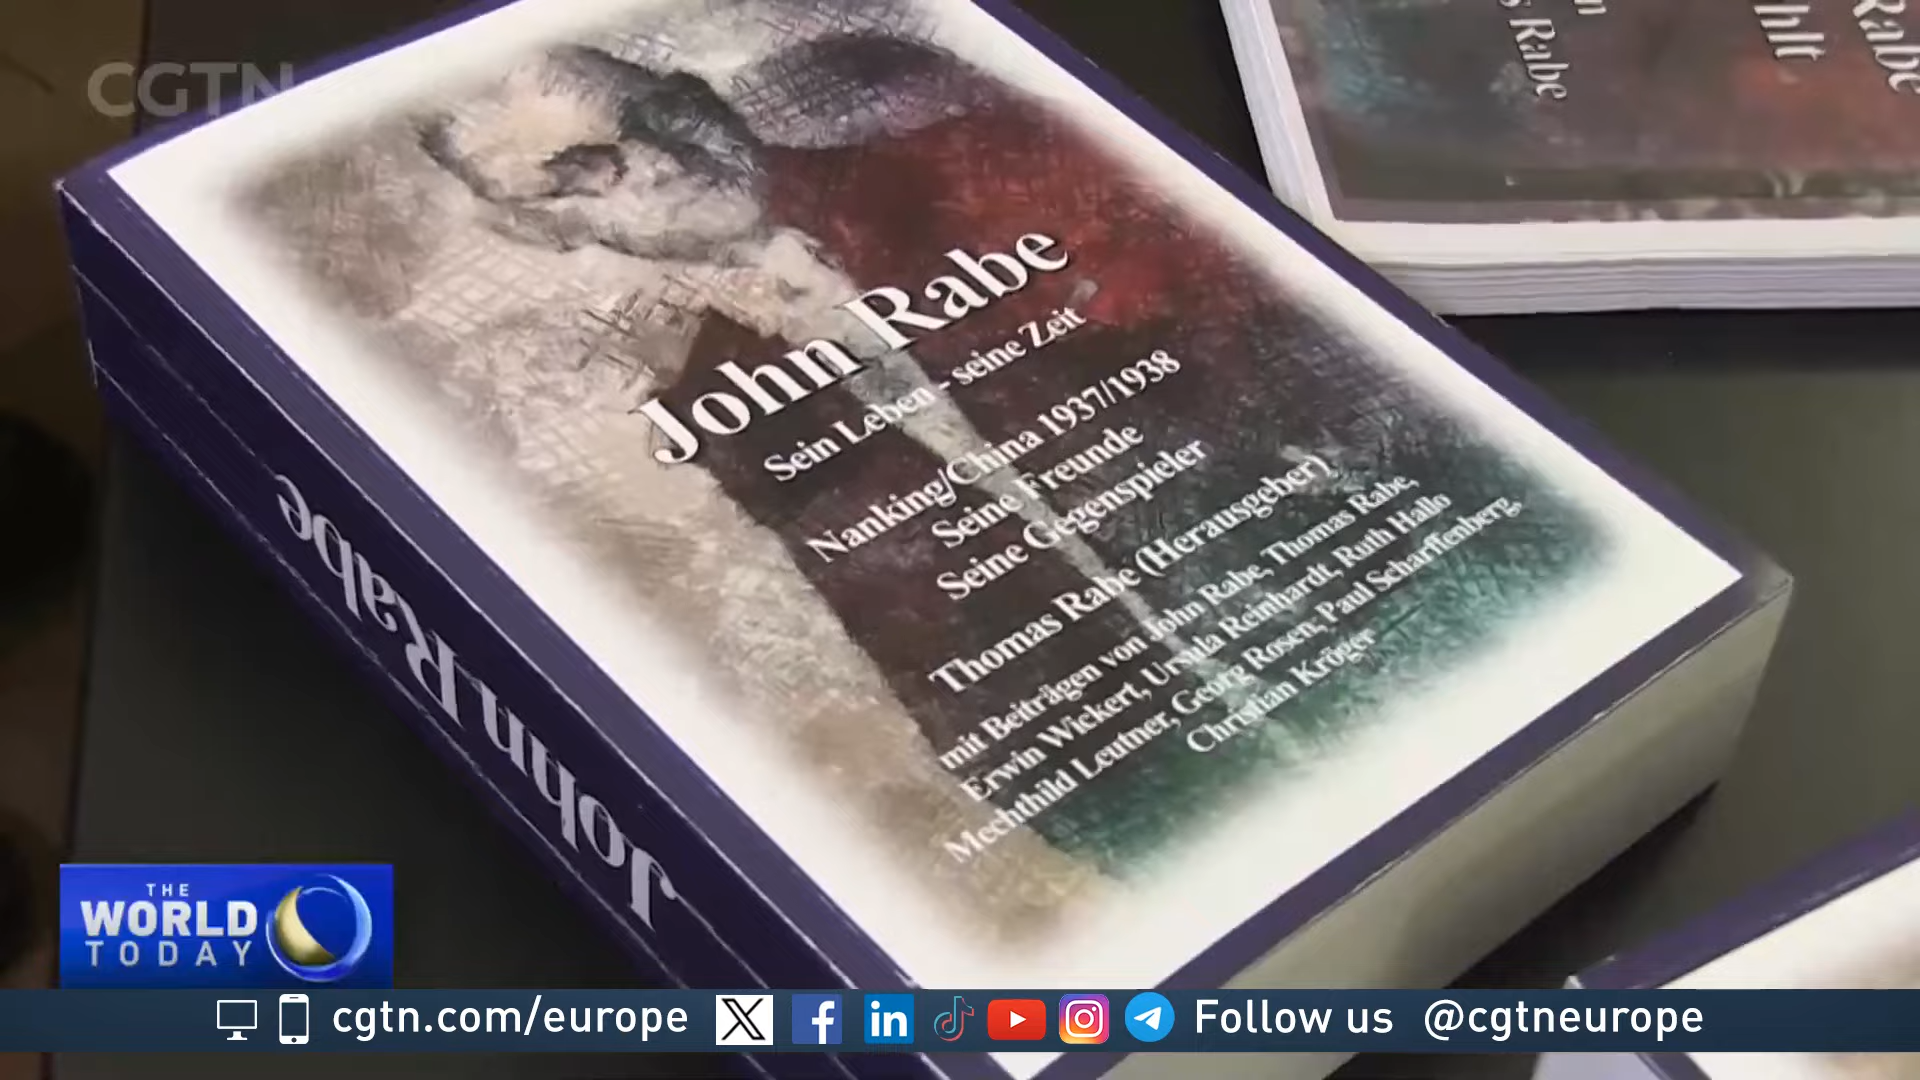 CGTN
John Rabe
Sein Leben - seine Zeit
Nanking/China 1937/1938
Seine Freunde
Seine Gegenspieler
Thomas Rabe (Herausgeber)
mit Beiträgen von John Rabe, Thomas Rabe,
Erwin Wickert, Ursula Reinhardt, Ruth Hallo
Mechthild Leutner, Georg Rosen, Paul Scharffenberg,
Christian Kröger
John Rabe
Rabe
Rabe
THE
WORLD
TODAY
cgtn.com/europe
Follow us @cgtneurope